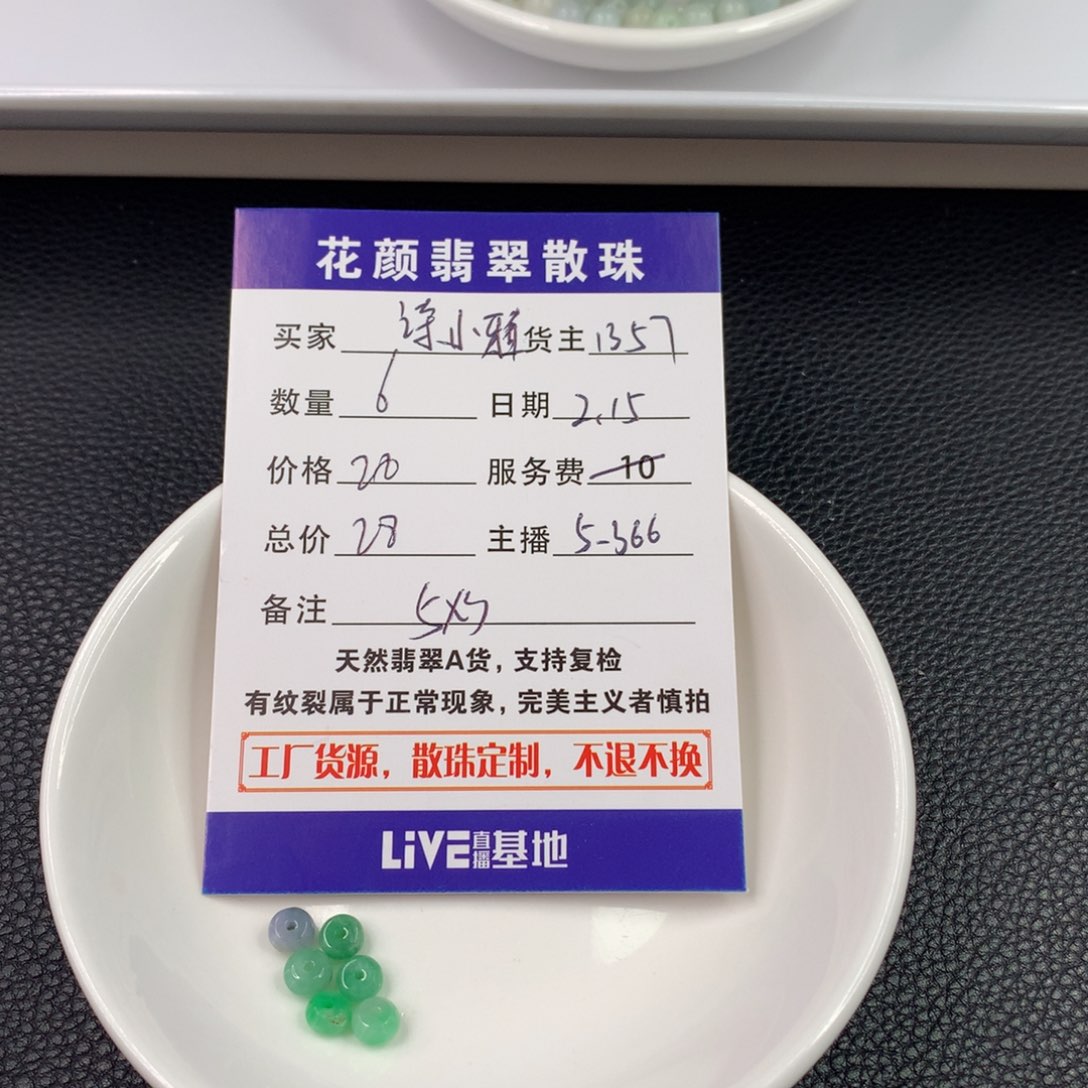 花颜翡翠散珠
买家 小雅 货主 1357
数量 6 日期 2.15
价格 28 服务费 10
总价 28 主播 5-366
备注 5X3
天然翡翠A货，支持复检
有纹裂属于正常现象，完美主义者慎拍
工厂货源，散珠定制，不退不换
LiVE直播基地